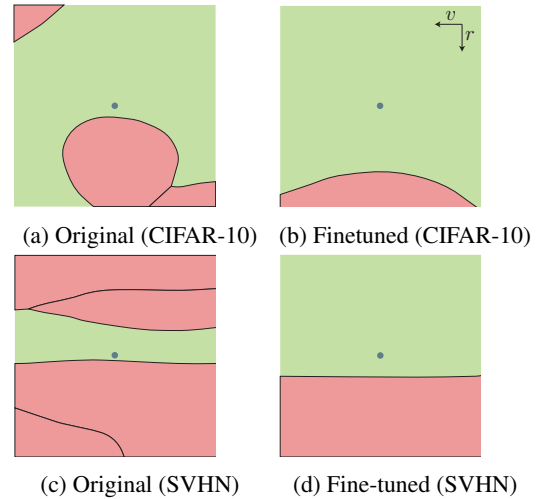 v
r
(a) Original (CIFAR-10) (b) Finetuned (CIFAR-10)
(c) Original (SVHN) (d) Fine-tuned (SVHN)